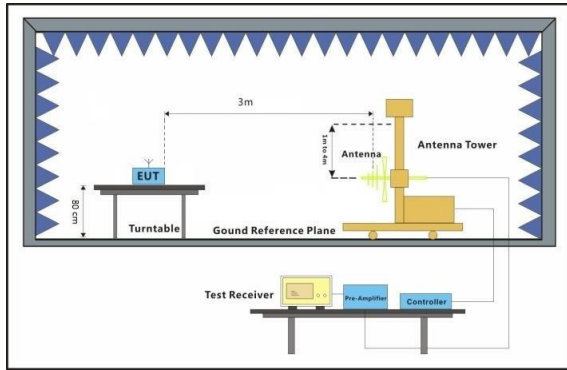 3m
1m to 4m
Antenna
Antenna Tower
EUT
80 cm
Turntable
Gound Reference Plane
Test Receiver
Pre-Amplifier
Controller